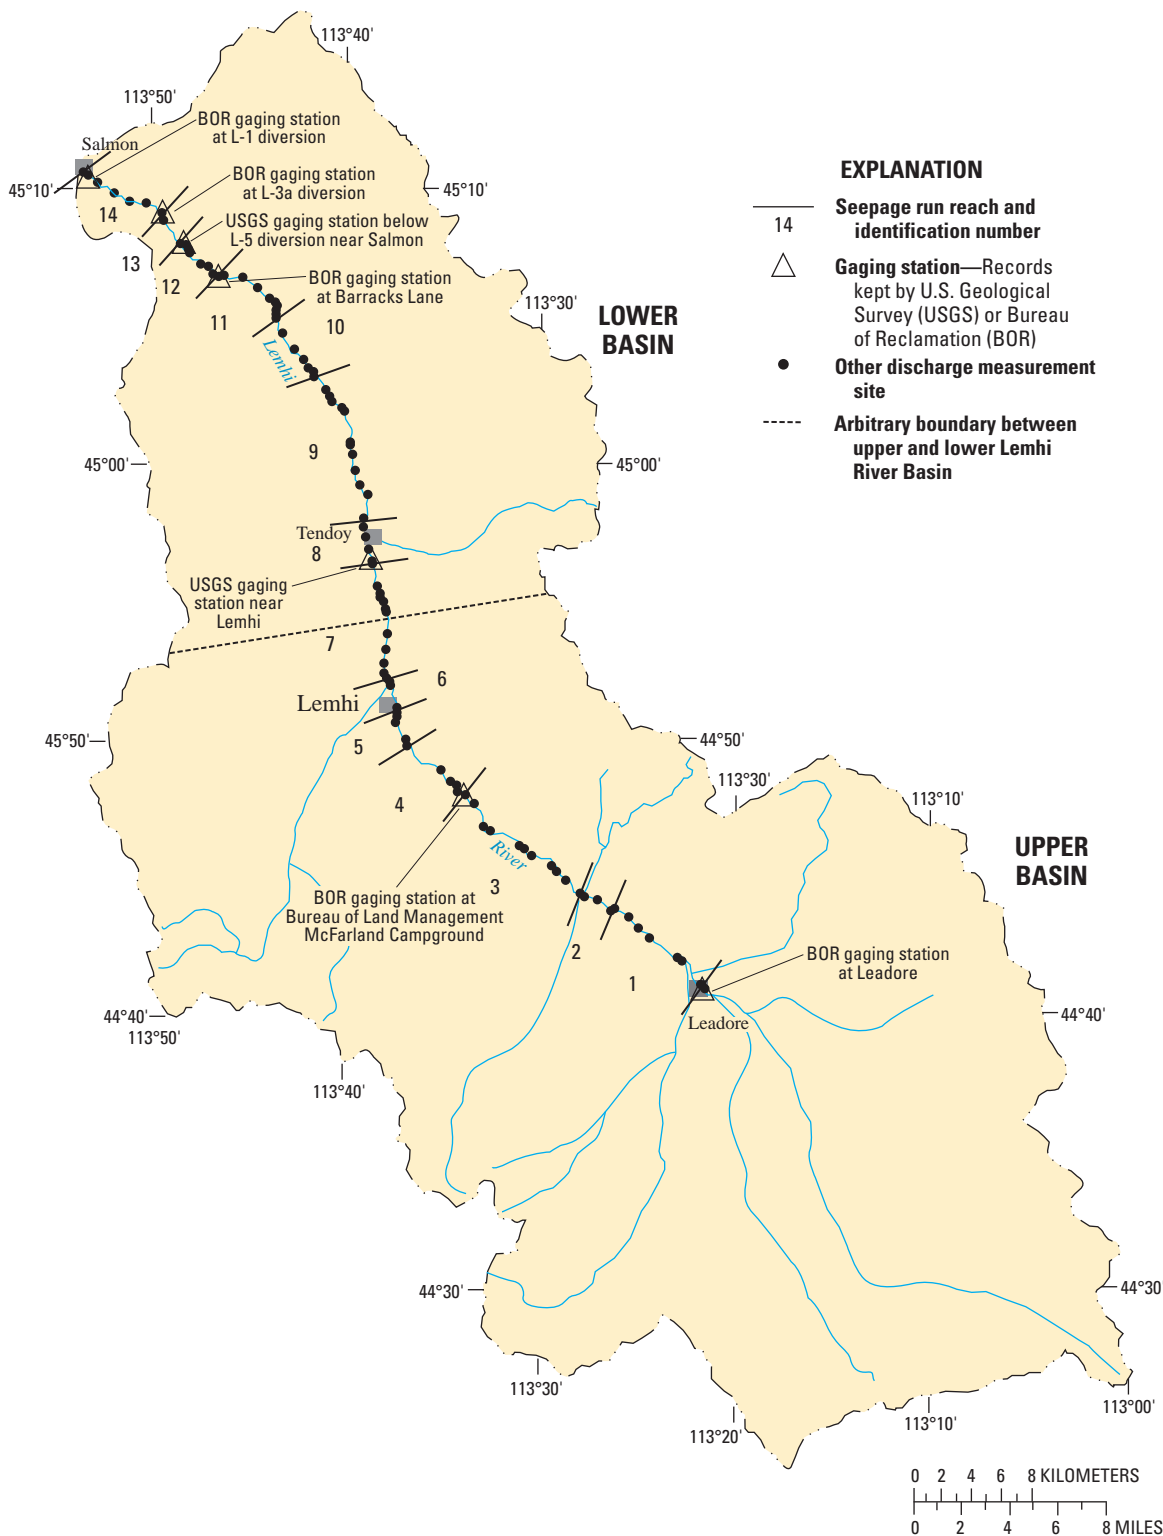 113°40'
113°50'
BOR gaging station
at L-1 diversion
Salmon
BOR gaging station
at L-3a diversion
45°10'
45°10'
14
USGS gaging station below
L-5 diversion near Salmon
13
12
BOR gaging station
at Barracks Lane
11
10
113°30'
LOWER
BASIN
Lemhi
9
45°00'
45°00'
Tendoy
8
USGS gaging
station near
Lemhi
7
6
Lemhi
5
45°50'
44°50'
113°30'
113°10'
4
River
3
UPPER
BASIN
BOR gaging station at
Bureau of Land Management
McFarland Campground
2
1
BOR gaging station
at Leadore
Leadore
44°40'
113°50'
44°40'
113°40'
44°30'
44°30'
113°30'
113°20'
113°10'
113°00'
EXPLANATION
14
Seepage run reach and
identification number
Gaging station—Records
kept by U.S. Geological
Survey (USGS) or Bureau
of Reclamation (BOR)
Other discharge measurement
site
Arbitrary boundary between
upper and lower Lemhi
River Basin
0 2 4 6 8 KILOMETERS
0 2 4 6 8 MILES